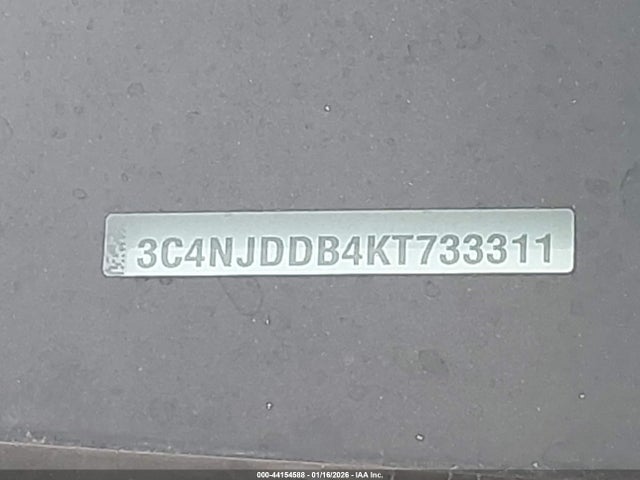 3C4NJDDB4KT733311
000-44154588 - 01/16/2026 - IAA Inc.